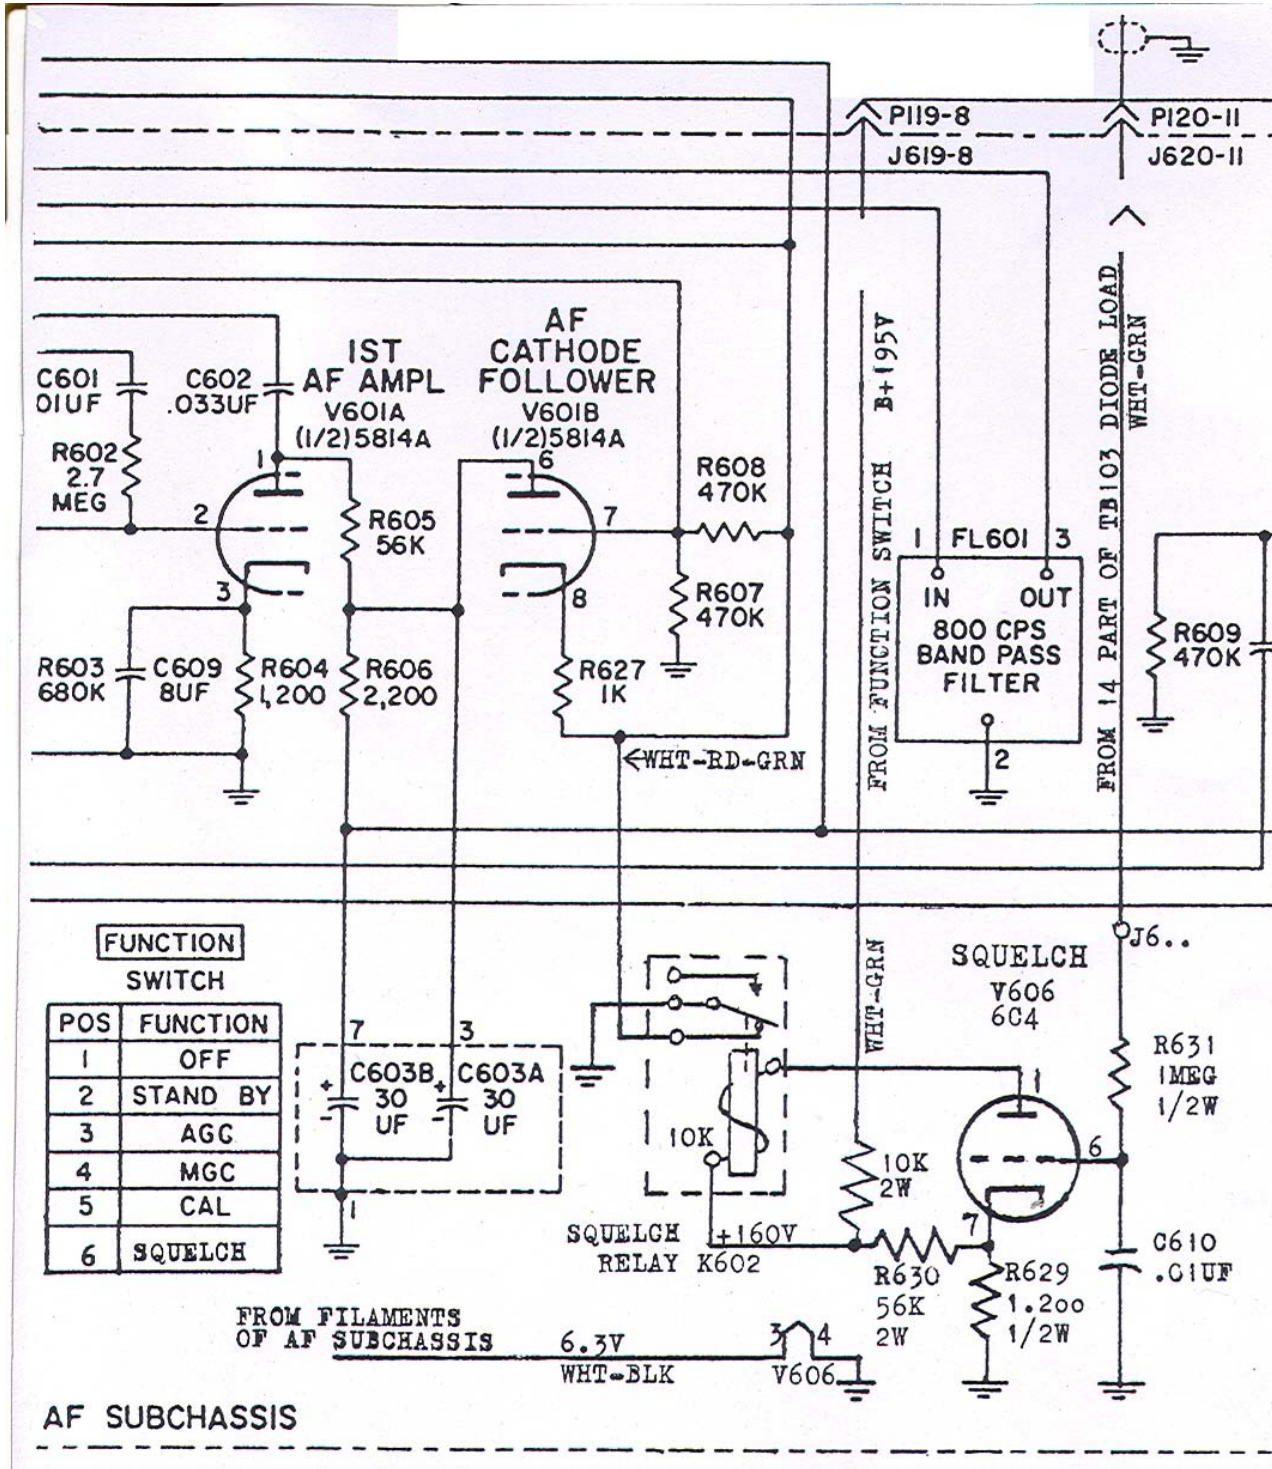 P119-8
P120-11
J619-8
J620-11
1ST
AF AMPL
V601A
(1/2)5814A
AF
CATHODE
FOLLOWER
V601B
(1/2)5814A
C601
01UF
C602
.033UF
R602
2.7
MEG
1
2
3
R605
56K
6
7
8
R608
470K
R607
470K
R603
680K
C609
8UF
R604
1,200
R606
2,200
R627
1K
←WHT-RD-GRN
FROM FUNCTION SWITCH B+195V
1 FL601 3
IN OUT
800 CPS
BAND PASS
FILTER
2
FROM 14 PART OF TB103 DIODE LOAD
WHT-GRN
R609
470K
FUNCTION
SWITCH
POS FUNCTION
1 OFF
2 STAND BY
3 AGC
4 MGC
5 CAL
6 SQUELCH
7
3
C603B
30
UF
C603A
30
UF
+
-
+
-
1
10K
SQUELCH
RELAY K602
+160V
WHT-GRN
10K
2W
SQUELCH
V606
6C4
J6..
1
6
7
R631
1MEG
1/2W
R630
56K
2W
R629
1.200
1/2W
C610
.01UF
FROM FILAMENTS
OF AF SUBCHASSIS
6.3V
WHT-BLK
3 4
V606
AF SUBCHASSIS